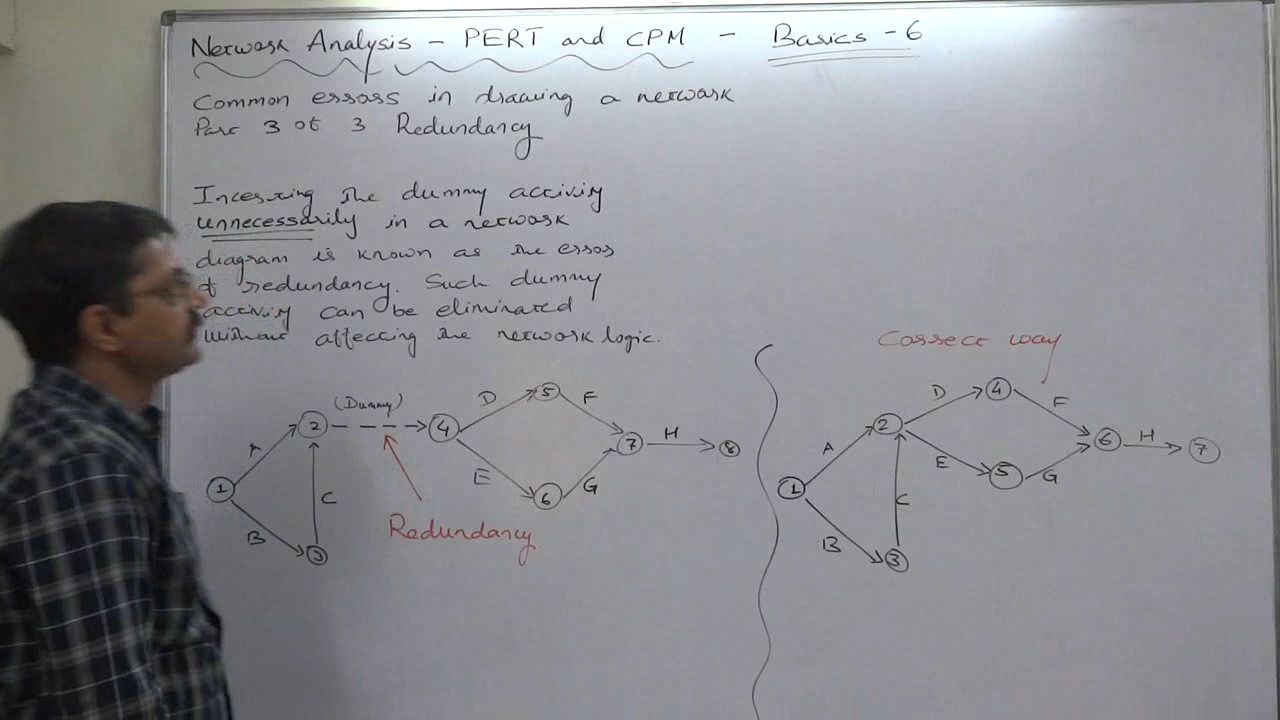 Network Analysis - PERT and CPM - Basics - 6
Common errors in drawing a network
Part 3 of 3 Redundancy
Inserting the dummy activity
unnecessarily in a network
diagram is known as the error
of redundancy. Such dummy
activity can be eliminated
without affecting the network logic.
Correct way
(Dummy)
1
2
3
4
5
6
7
8
A
B
C
D
E
F
G
H
Redundancy
1
2
3
4
5
6
7
A
B
C
D
E
F
G
H